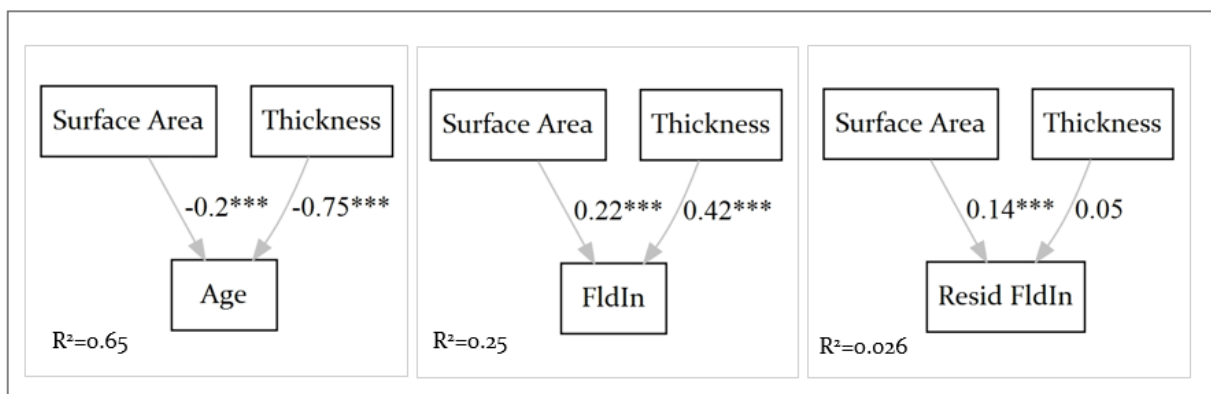 Surface Area
Thickness
-0.2***
-0.75***
Age
R²=0.65
Surface Area
Thickness
0.22***
0.42***
FldIn
R²=0.25
Surface Area
Thickness
0.14***
0.05
Resid FldIn
R²=0.026